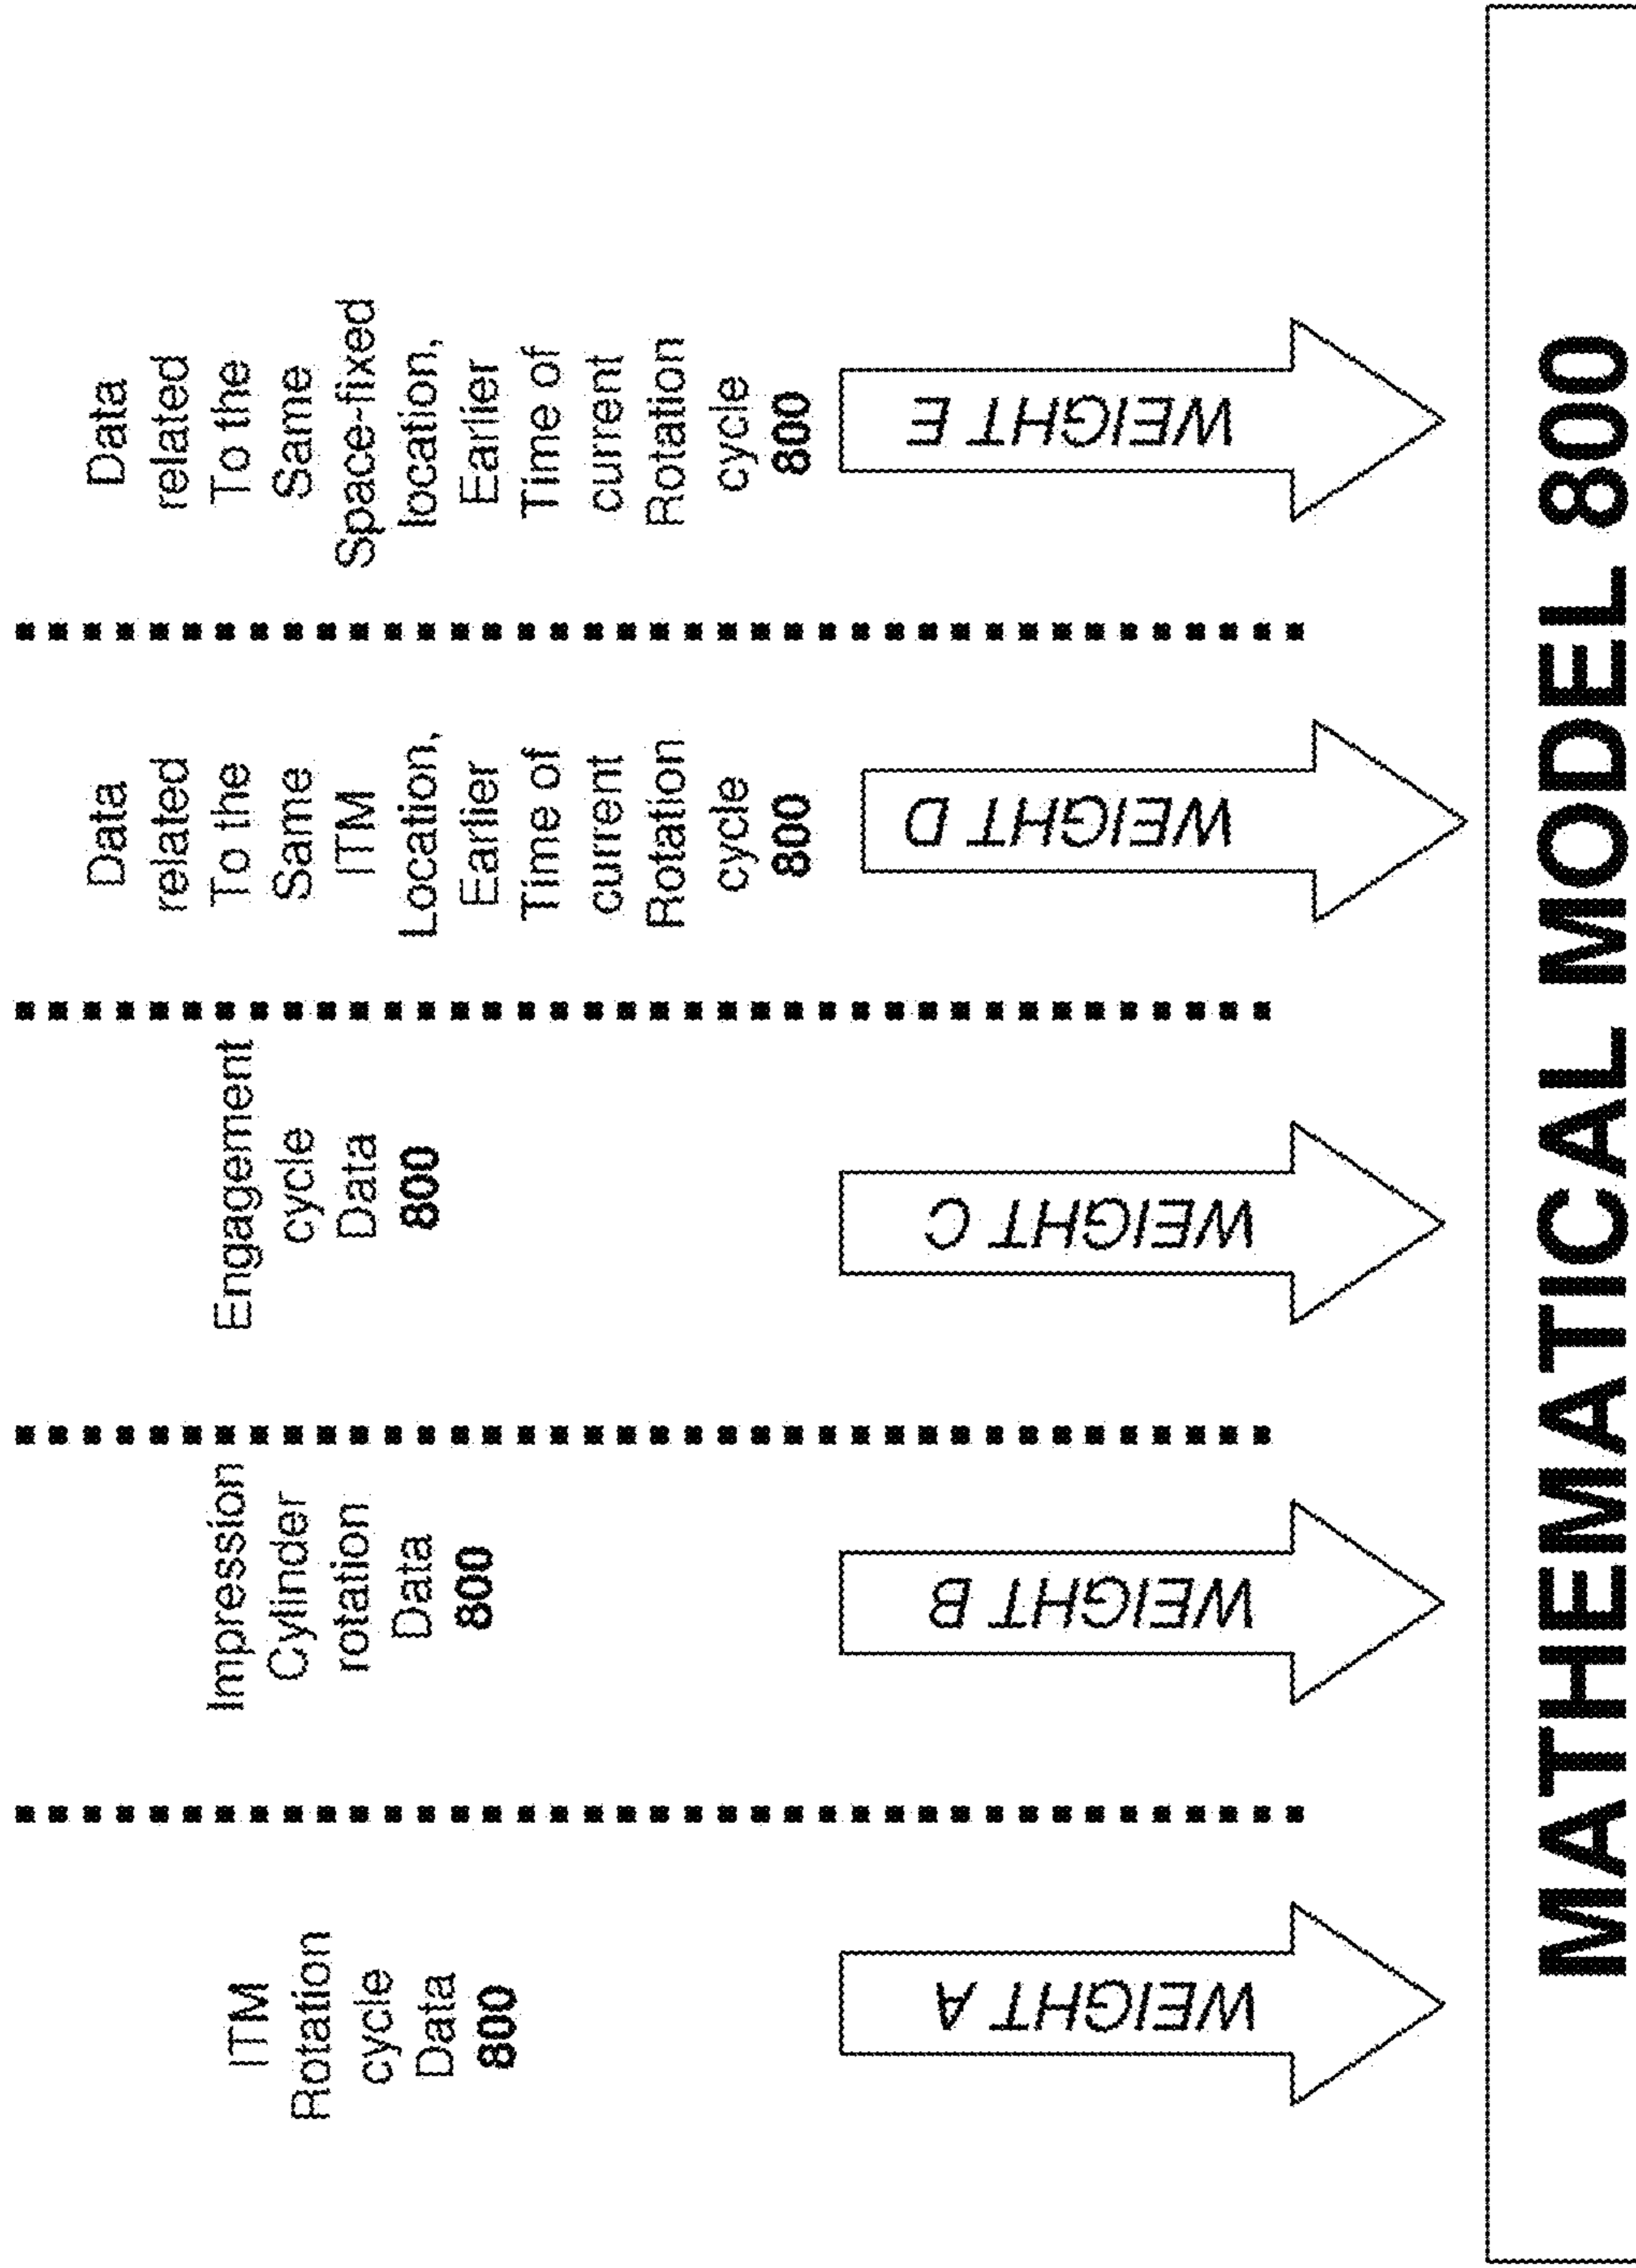 ITM
Rotation
cycle
Data
800
WEIGHT A
Impression
Cylinder
rotation
Data
800
WEIGHT B
Engagement
cycle
Data
800
WEIGHT C
Data
related
To the
Same
ITM
Location,
Earlier
Time of
current
Rotation
cycle
800
WEIGHT D
Data
related
To the
Same
Space-fixed
location,
Earlier
Time of
current
Rotation
cycle
800
WEIGHT E
MATHEMATICAL MODEL 800